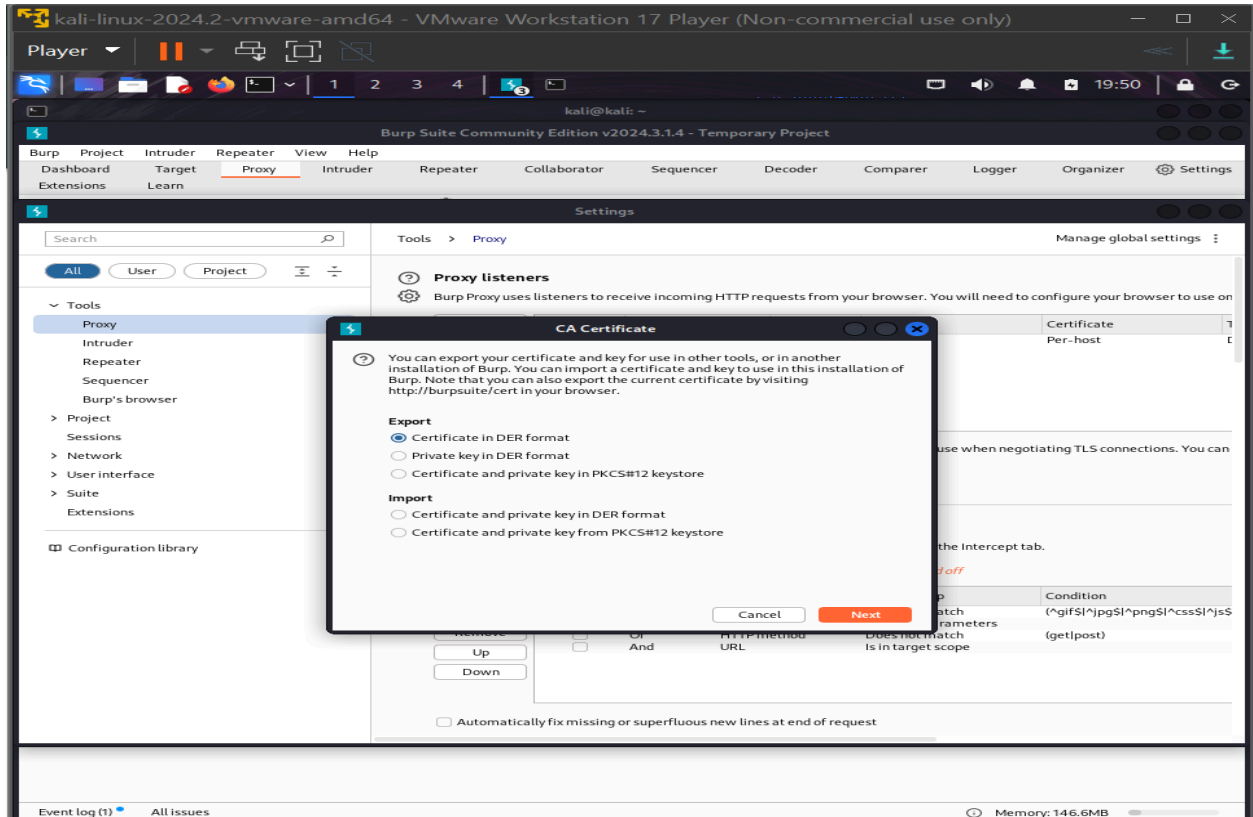 kali-linux-2024.2-vmware-amd64 - VMware Workstation 17 Player (Non-commercial use only)
Player
1 2 3 4 3 19:50
kali@kali: ~
Burp Suite Community Edition v2024.3.1.4 - Temporary Project
Burp Project Intruder Repeater View Help
Dashboard Target Proxy Intruder Repeater Collaborator Sequencer Decoder Comparer Logger Organizer Settings
Extensions Learn
Settings
Search
Tools > Proxy Manage global settings
All User Project
Proxy listeners
Burp Proxy uses listeners to receive incoming HTTP requests from your browser. You will need to configure your browser to use on
Tools
Proxy
Intruder
Repeater
Sequencer
Burp's browser
> Project
Sessions
> Network
> User interface
> Suite
Extensions
Configuration library
Certificate
Per-host
CA Certificate
You can export your certificate and key for use in other tools, or in another
installation of Burp. You can import a certificate and key to use in this installation of
Burp. Note that you can also export the current certificate by visiting
http://burpsuite/cert in your browser.
Export
Certificate in DER format
Private key in DER format
Certificate and private key in PKCS#12 keystore
Import
Certificate and private key in DER format
Certificate and private key from PKCS#12 keystore
Cancel Next
use when negotiating TLS connections. You can
the Intercept tab.
d off
p Condition
atch (^gif$|^jpg$|^png$|^css$|^js$
rameters
Remove Or HTTP method Does not match (get|post)
Up And URL Is in target scope
Down
Automatically fix missing or superfluous new lines at end of request
Event log (1) All issues Memory: 146.6MB